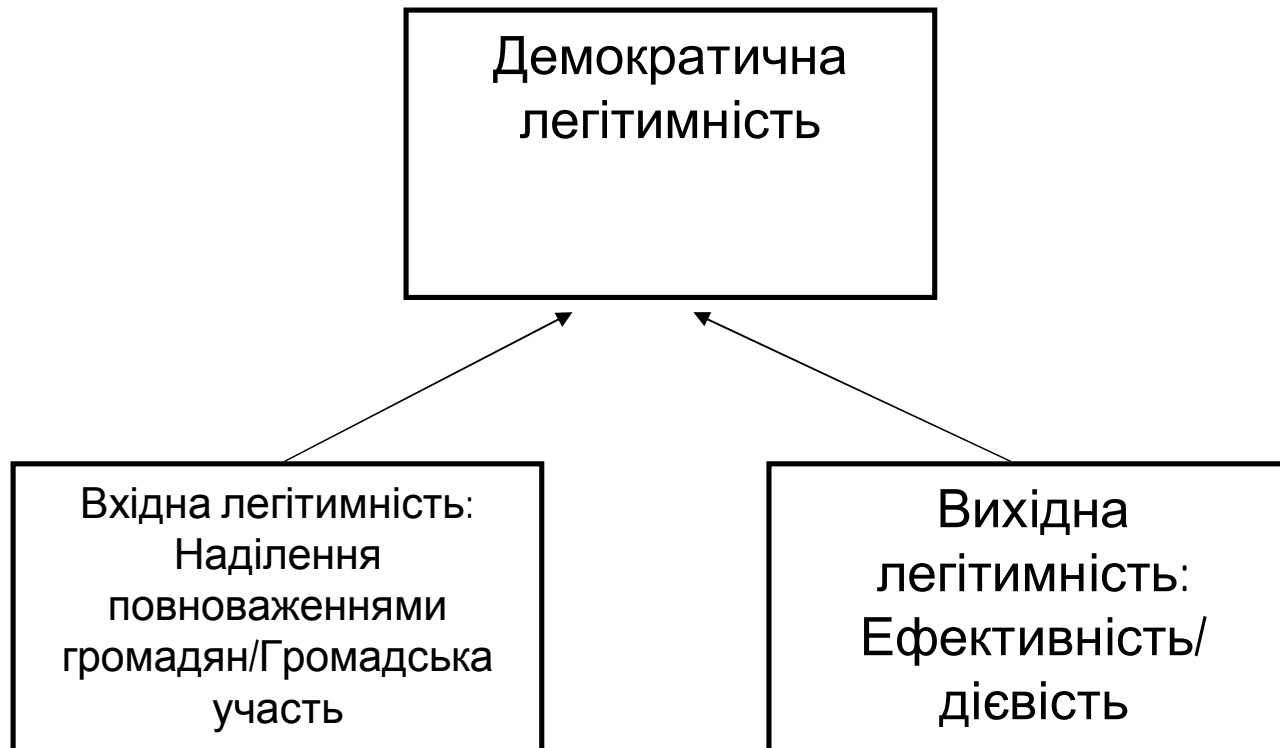 Демократична
легітимність
Вхідна легітимність:
Наділення
повноваженнями
громадян/Громадська
участь
Вихідна
легітимність:
Ефективність/
дієвість